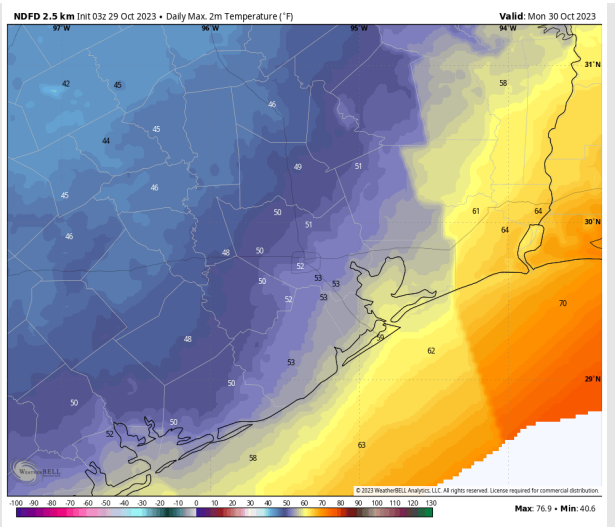 NDFD 2.5 km Init 03z 29 Oct 2023 • Daily Max. 2m Temperature (°F)
Valid: Mon 30 Oct 2023
97°W 96°W 95°W 94°W
31°N
42 45 58
46
45
44
49 51
46
45
50 61 64
51 64 30°N
46
48 50
52
50 53 53
52 53 70
48 59
62
53 29°N
50
50
50
52
63
58
WeatherBELL
© 2023 WeatherBELL Analytics, LLC. All rights reserved. License required for commercial distribution.
-100 -90 -80 -70 -60 -50 -40 -30 -20 -10 0 10 20 30 40 50 60 70 80 90 100 110 120 130
Max: 76.9 • Min: 40.6